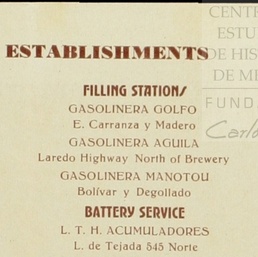 CENT
ESTU
ESTABLISHMENTS
DE HIS
DE M
FUND
Carlo
FILLING STATIONS
GASOLINERA GOLFO
E. Carranza y Madero
GASOLINERA AGUILA
Laredo Highway North of Brewery
GASOLINERA MANOTOU
Bolívar y Degollado
BATTERY SERVICE
L. T. H. ACUMULADORES
L. de Tejada 545 Norte